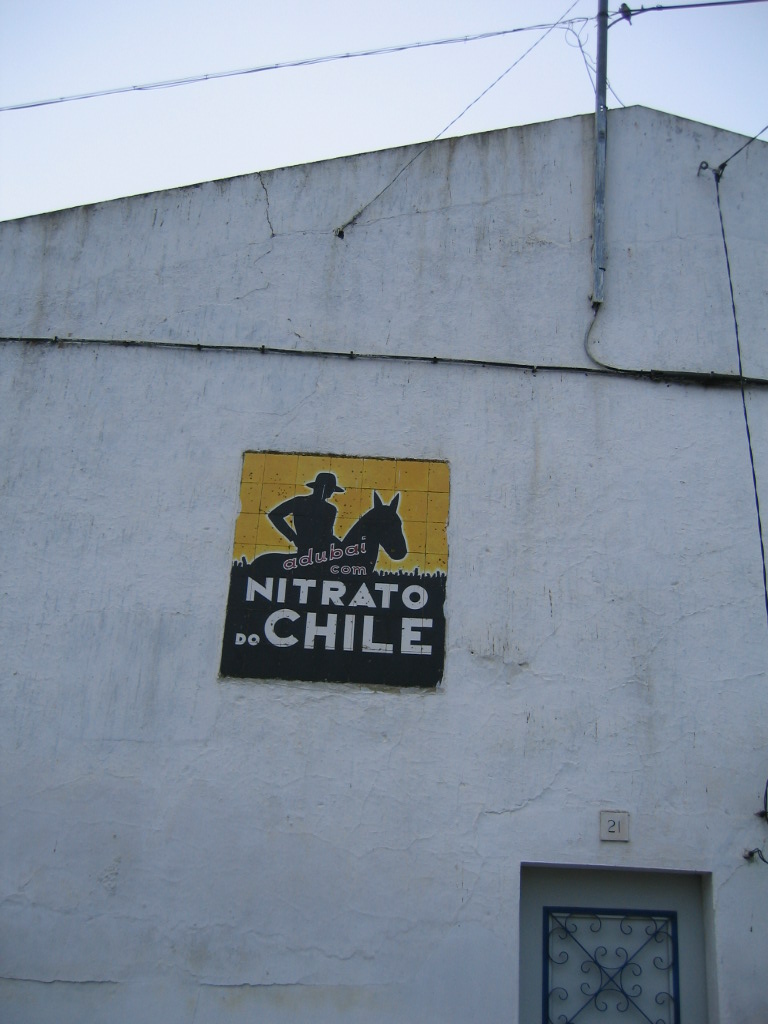 adubai
com
NITRATO
DO CHILE
21